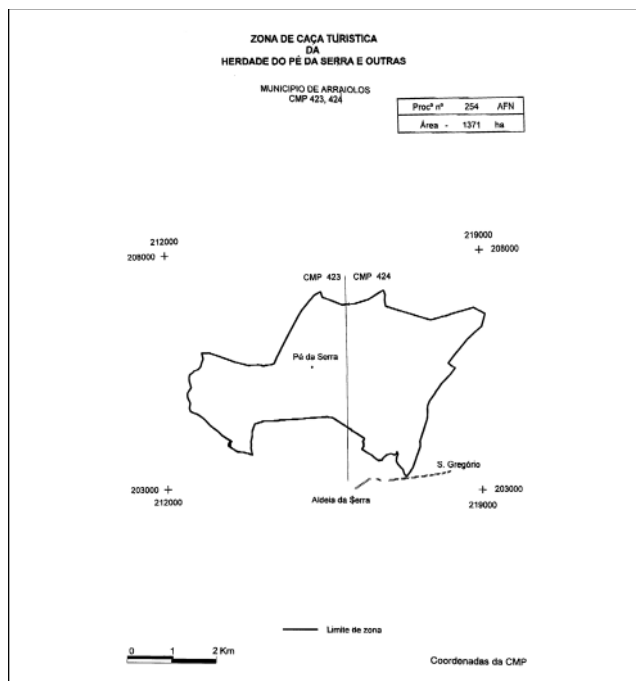 ZONA DE CAÇA TURISTICA
DA
HERDADE DO PÉ DA SERRA E OUTRAS
MUNICIPIO DE ARRAIOLOS
CMP 423, 424
Procº nº 254 AFN
Área - 1371 ha
212000
208000
219000
208000
CMP 423
CMP 424
Pé da Serra
S. Gregório
Aldeia da Serra
203000
212000
203000
219000
Limite de zona
0 1 2 Km
Coordenadas da CMP